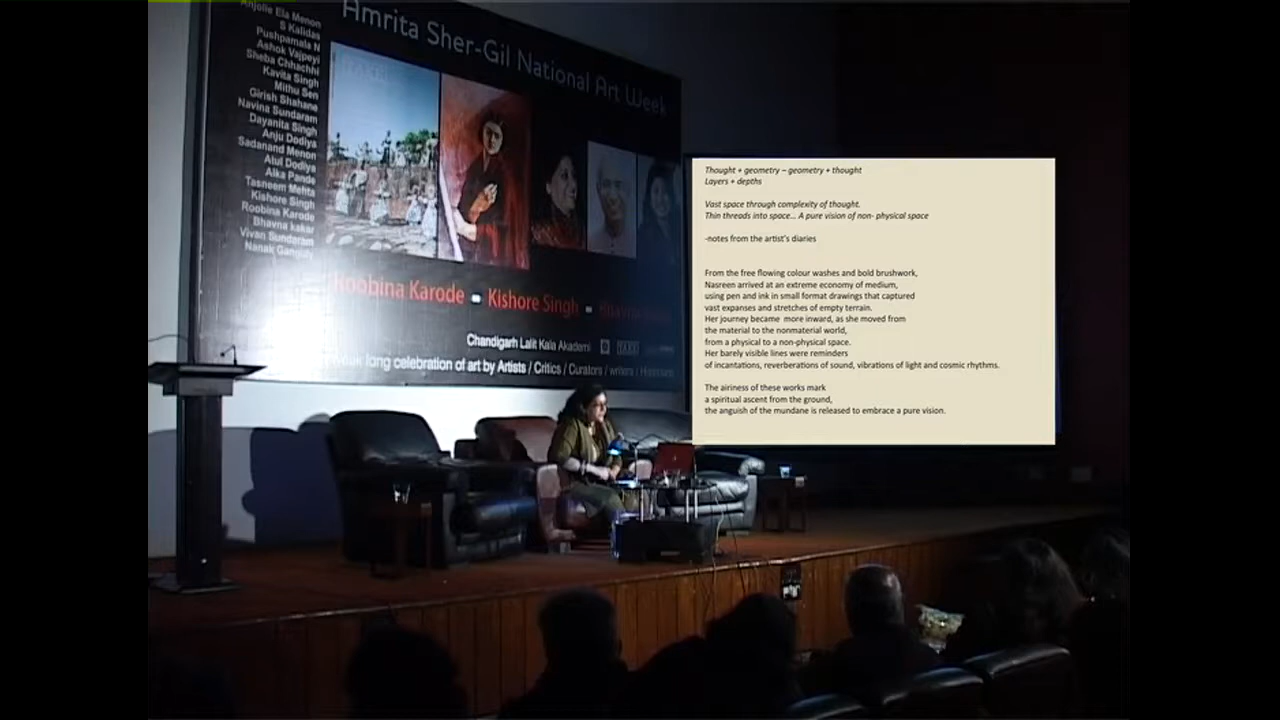 Anjolie Ela Menon
S Kalidas
Pushpamala N
Ashok Vajpeyi
Sheba Chhachhi
Kavita Singh
Mithu Sen
Girish Shahane
Navina Sundaram
Dayanita Singh
Anju Dodiya
Sadanand Menon
Atul Dodiya
Alka Pande
Tasneem Mehta
Kishore Singh
Roobina Karode
Bhavna kakar
Vivan Sundaram
Nanak Ganguly
Amrita Sher-Gil National Art Week
Roobina Karode - Kishore Singh -
Chandigarh Lalit Kala Akademi
long celebration of art by Artists / Critics / Curators / writers /
Thought + geometry – geometry + thought
Layers + depths
Vast space through complexity of thought.
Thin threads into space... A pure vision of non- physical space
-notes from the artist's diaries
From the free flowing colour washes and bold brushwork,
Nasreen arrived at an extreme economy of medium,
using pen and ink in small format drawings that captured
vast expanses and stretches of empty terrain.
Her journey became more inward, as she moved from
the material to the nonmaterial world,
from a physical to a non-physical space.
Her barely visible lines were reminders
of incantations, reverberations of sound, vibrations of light and cosmic rhythms.
The airiness of these works mark
a spiritual ascent from the ground,
the anguish of the mundane is released to embrace a pure vision.